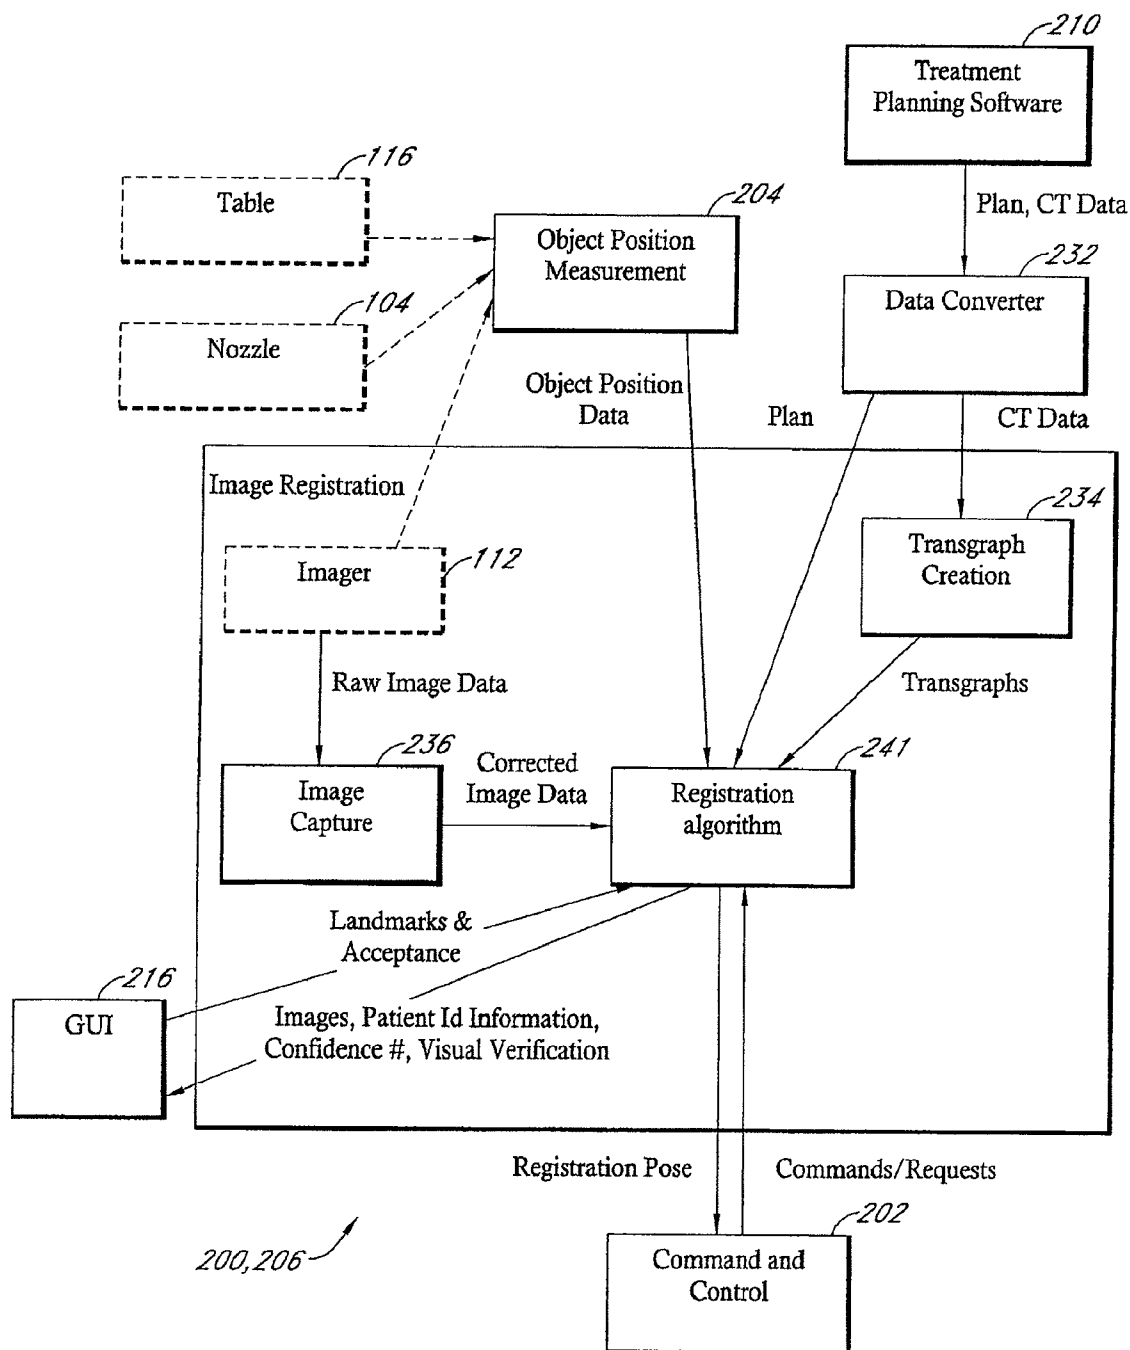 210
Treatment
Planning Software
116
Table
204
Object Position
Measurement
Plan, CT Data
232
Data Converter
104
Nozzle
Object Position
Data
Plan
CT Data
Image Registration
234
Transgraph
Creation
112
Imager
Raw Image Data
Transgraphs
236
Image
Capture
Corrected
Image Data
241
Registration
algorithm
Landmarks &
Acceptance
216
GUI
Images, Patient Id Information,
Confidence #, Visual Verification
Registration Pose
Commands/Requests
202
Command and
Control
200,206